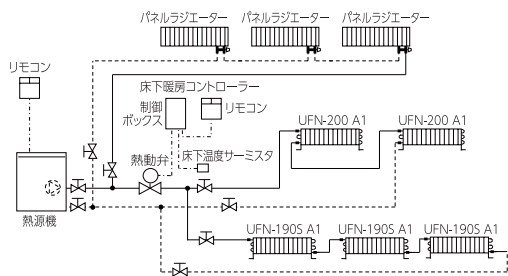 パネルラジエーター パネルラジエーター パネルラジエーター
リモコン
床下暖房コントローラー
制御
ボックス
リモコン
UFN-200 A1 UFN-200 A1
熱動弁
床下温度サーミスタ
熱源機
UFN-190S A1 UFN-190S A1 UFN-190S A1